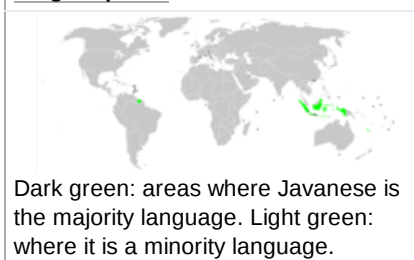 Dark green: areas where Javanese is
the majority language. Light green:
where it is a minority language.